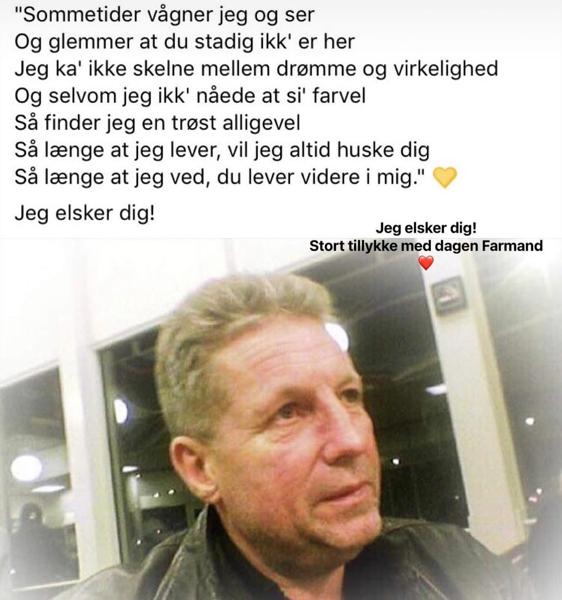 "Sommetider vågner jeg og ser
Og glemmer at du stadig ikk' er her
Jeg ka' ikke skelne mellem drømme og virkelighed
Og selvom jeg ikk' nåede at si' farvel
Så finder jeg en trøst alligevel
Så længe at jeg lever, vil jeg altid huske dig
Så længe at jeg ved, du lever videre i mig." 💛
Jeg elsker dig!
Jeg elsker dig!
Stort tillykke med dagen Farmand
❤️